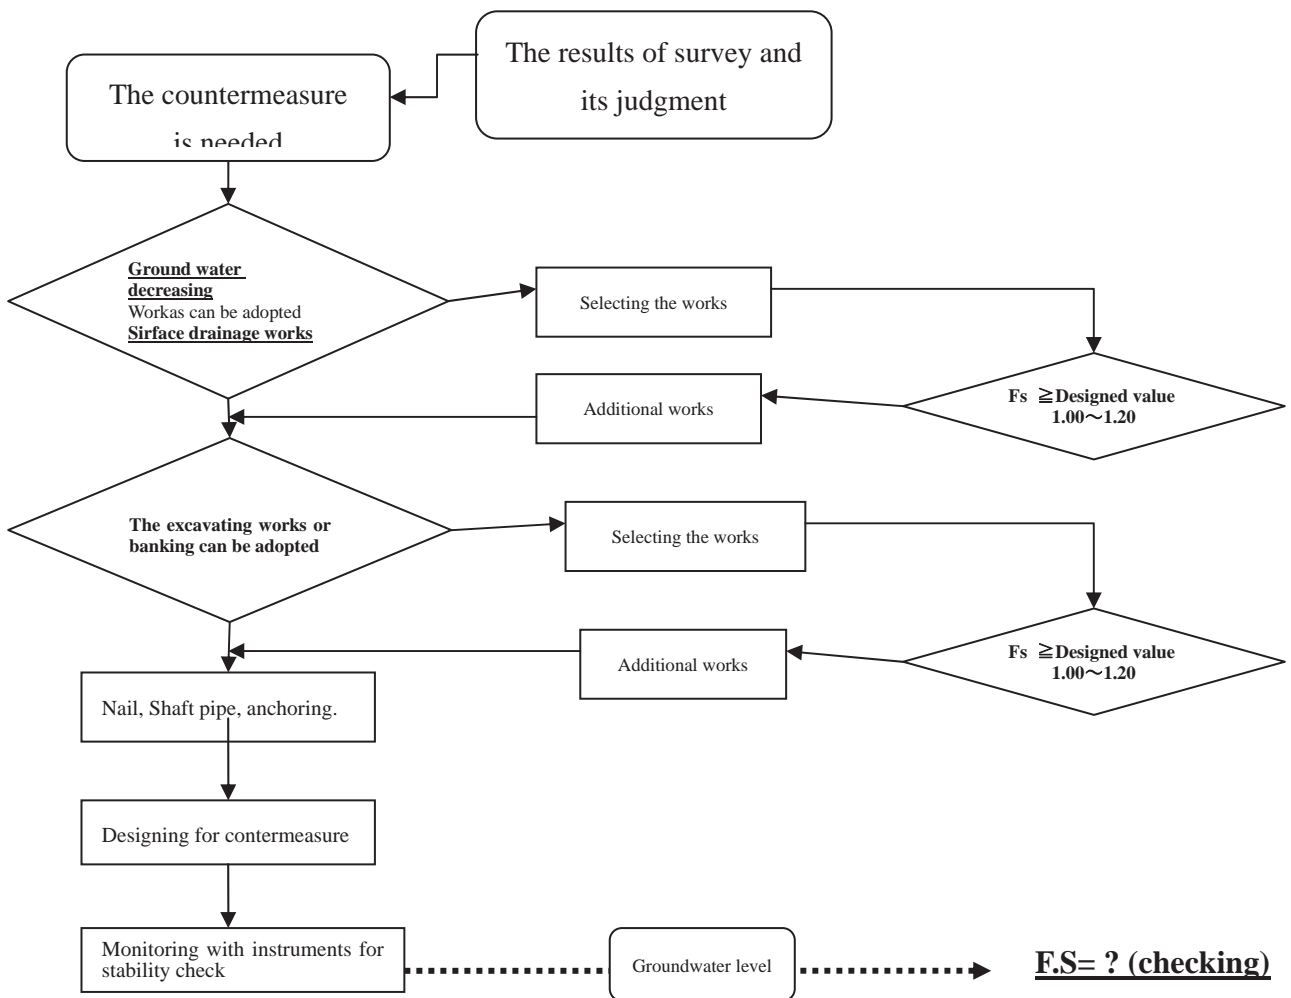 The results of survey and
its judgment
The countermeasure
is needed
Ground water
decreasing
Workas can be adopted
Sirface drainage works
Selecting the works
Additional works
Fs ≧Designed value
1.00～1.20
The excavating works or
banking can be adopted
Selecting the works
Additional works
Fs ≧Designed value
1.00～1.20
Nail, Shaft pipe, anchoring.
Designing for contermeasure
Monitoring with instruments for
stability check
Groundwater level
F.S= ? (checking)